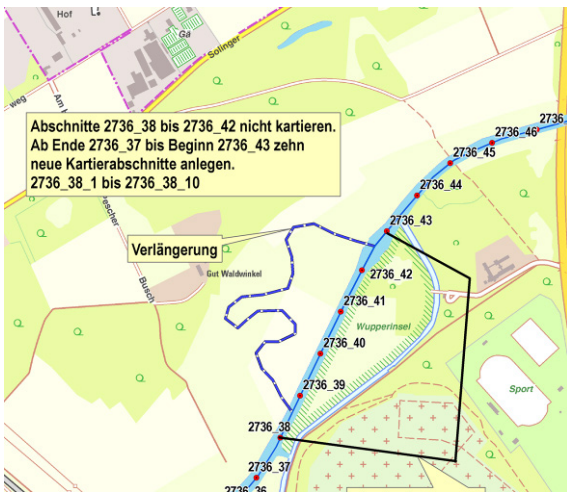 Hof
Gä
Solinger
weg
Am
Abschnitte 2736_38 bis 2736_42 nicht kartieren.
Ab Ende 2736_37 bis Beginn 2736_43 zehn
neue Kartierabschnitte anlegen.
2736_38_1 bis 2736_38_10
2736_
2736_46
2736_45
2736_44
2736_43
Verlängerung
Gut Waldwinkel
2736_42
Busch
2736_41
Wupperinsel
2736_40
Sport
2736_39
2736_38
2736_37
2736_36